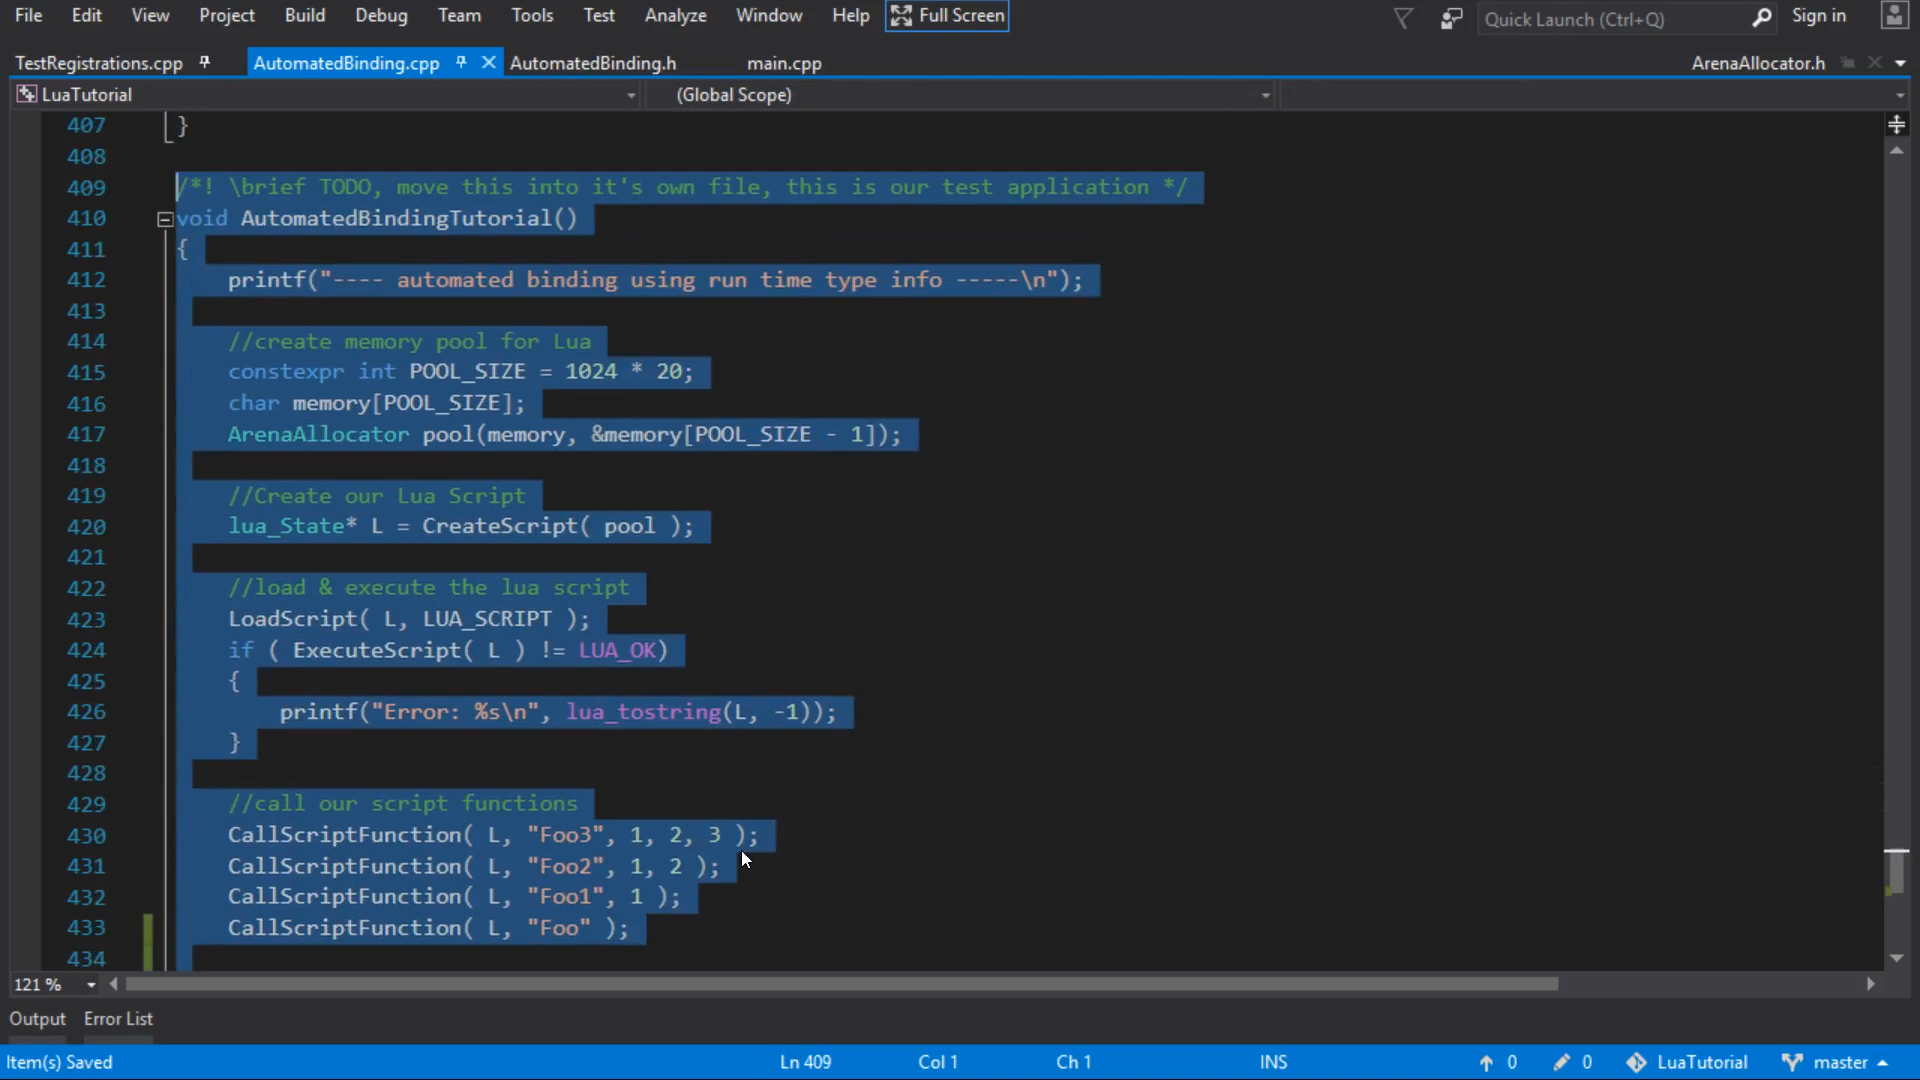 File Edit View Project Build Debug Team Tools Test Analyze Window Help Full Screen Quick Launch (Ctrl+Q) Sign in
TestRegistrations.cpp AutomatedBinding.cpp AutomatedBinding.h main.cpp ArenaAllocator.h
LuaTutorial (Global Scope)
407 }
408
409 /*! \brief TODO, move this into it's own file, this is our test application */
410 void AutomatedBindingTutorial()
411 {
412 printf("---- automated binding using run time type info -----\n");
413
414 //create memory pool for Lua
415 constexpr int POOL_SIZE = 1024 * 20;
416 char memory[POOL_SIZE];
417 ArenaAllocator pool(memory, &memory[POOL_SIZE - 1]);
418
419 //Create our Lua Script
420 lua_State* L = CreateScript( pool );
421
422 //load & execute the lua script
423 LoadScript( L, LUA_SCRIPT );
424 if ( ExecuteScript( L ) != LUA_OK)
425 {
426 printf("Error: %s\n", lua_tostring(L, -1));
427 }
428
429 //call our script functions
430 CallScriptFunction( L, "Foo3", 1, 2, 3 );
431 CallScriptFunction( L, "Foo2", 1, 2 );
432 CallScriptFunction( L, "Foo1", 1 );
433 CallScriptFunction( L, "Foo" );
434
121 %
Output Error List
Item(s) Saved Ln 409 Col 1 Ch 1 INS 0 0 LuaTutorial master